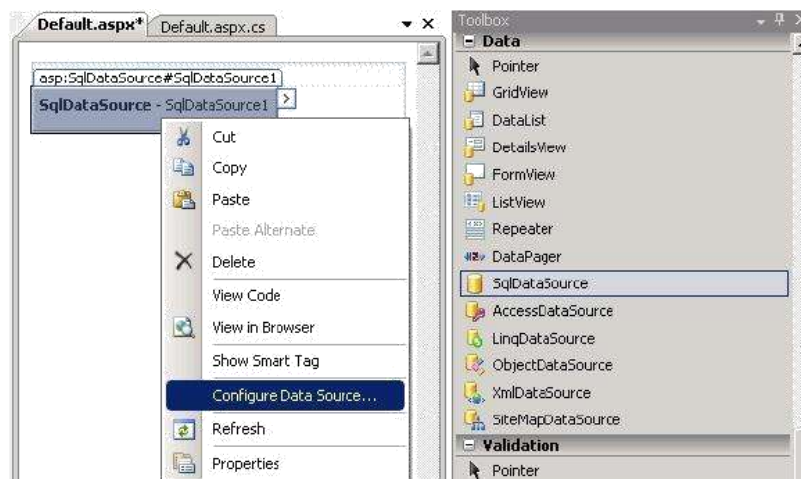 Default.aspx* Default.aspx.cs
asp:SqlDataSource#SqlDataSource1
SqlDataSource - SqlDataSource1
Cut
Copy
Paste
Paste Alternate
Delete
View Code
View in Browser
Show Smart Tag
Configure Data Source...
Refresh
Properties
Toolbox
Data
Pointer
GridView
DataList
DetailsView
FormView
ListView
Repeater
DataPager
SqlDataSource
AccessDataSource
LinqDataSource
ObjectDataSource
XmlDataSource
SiteMapDataSource
Validation
Pointer